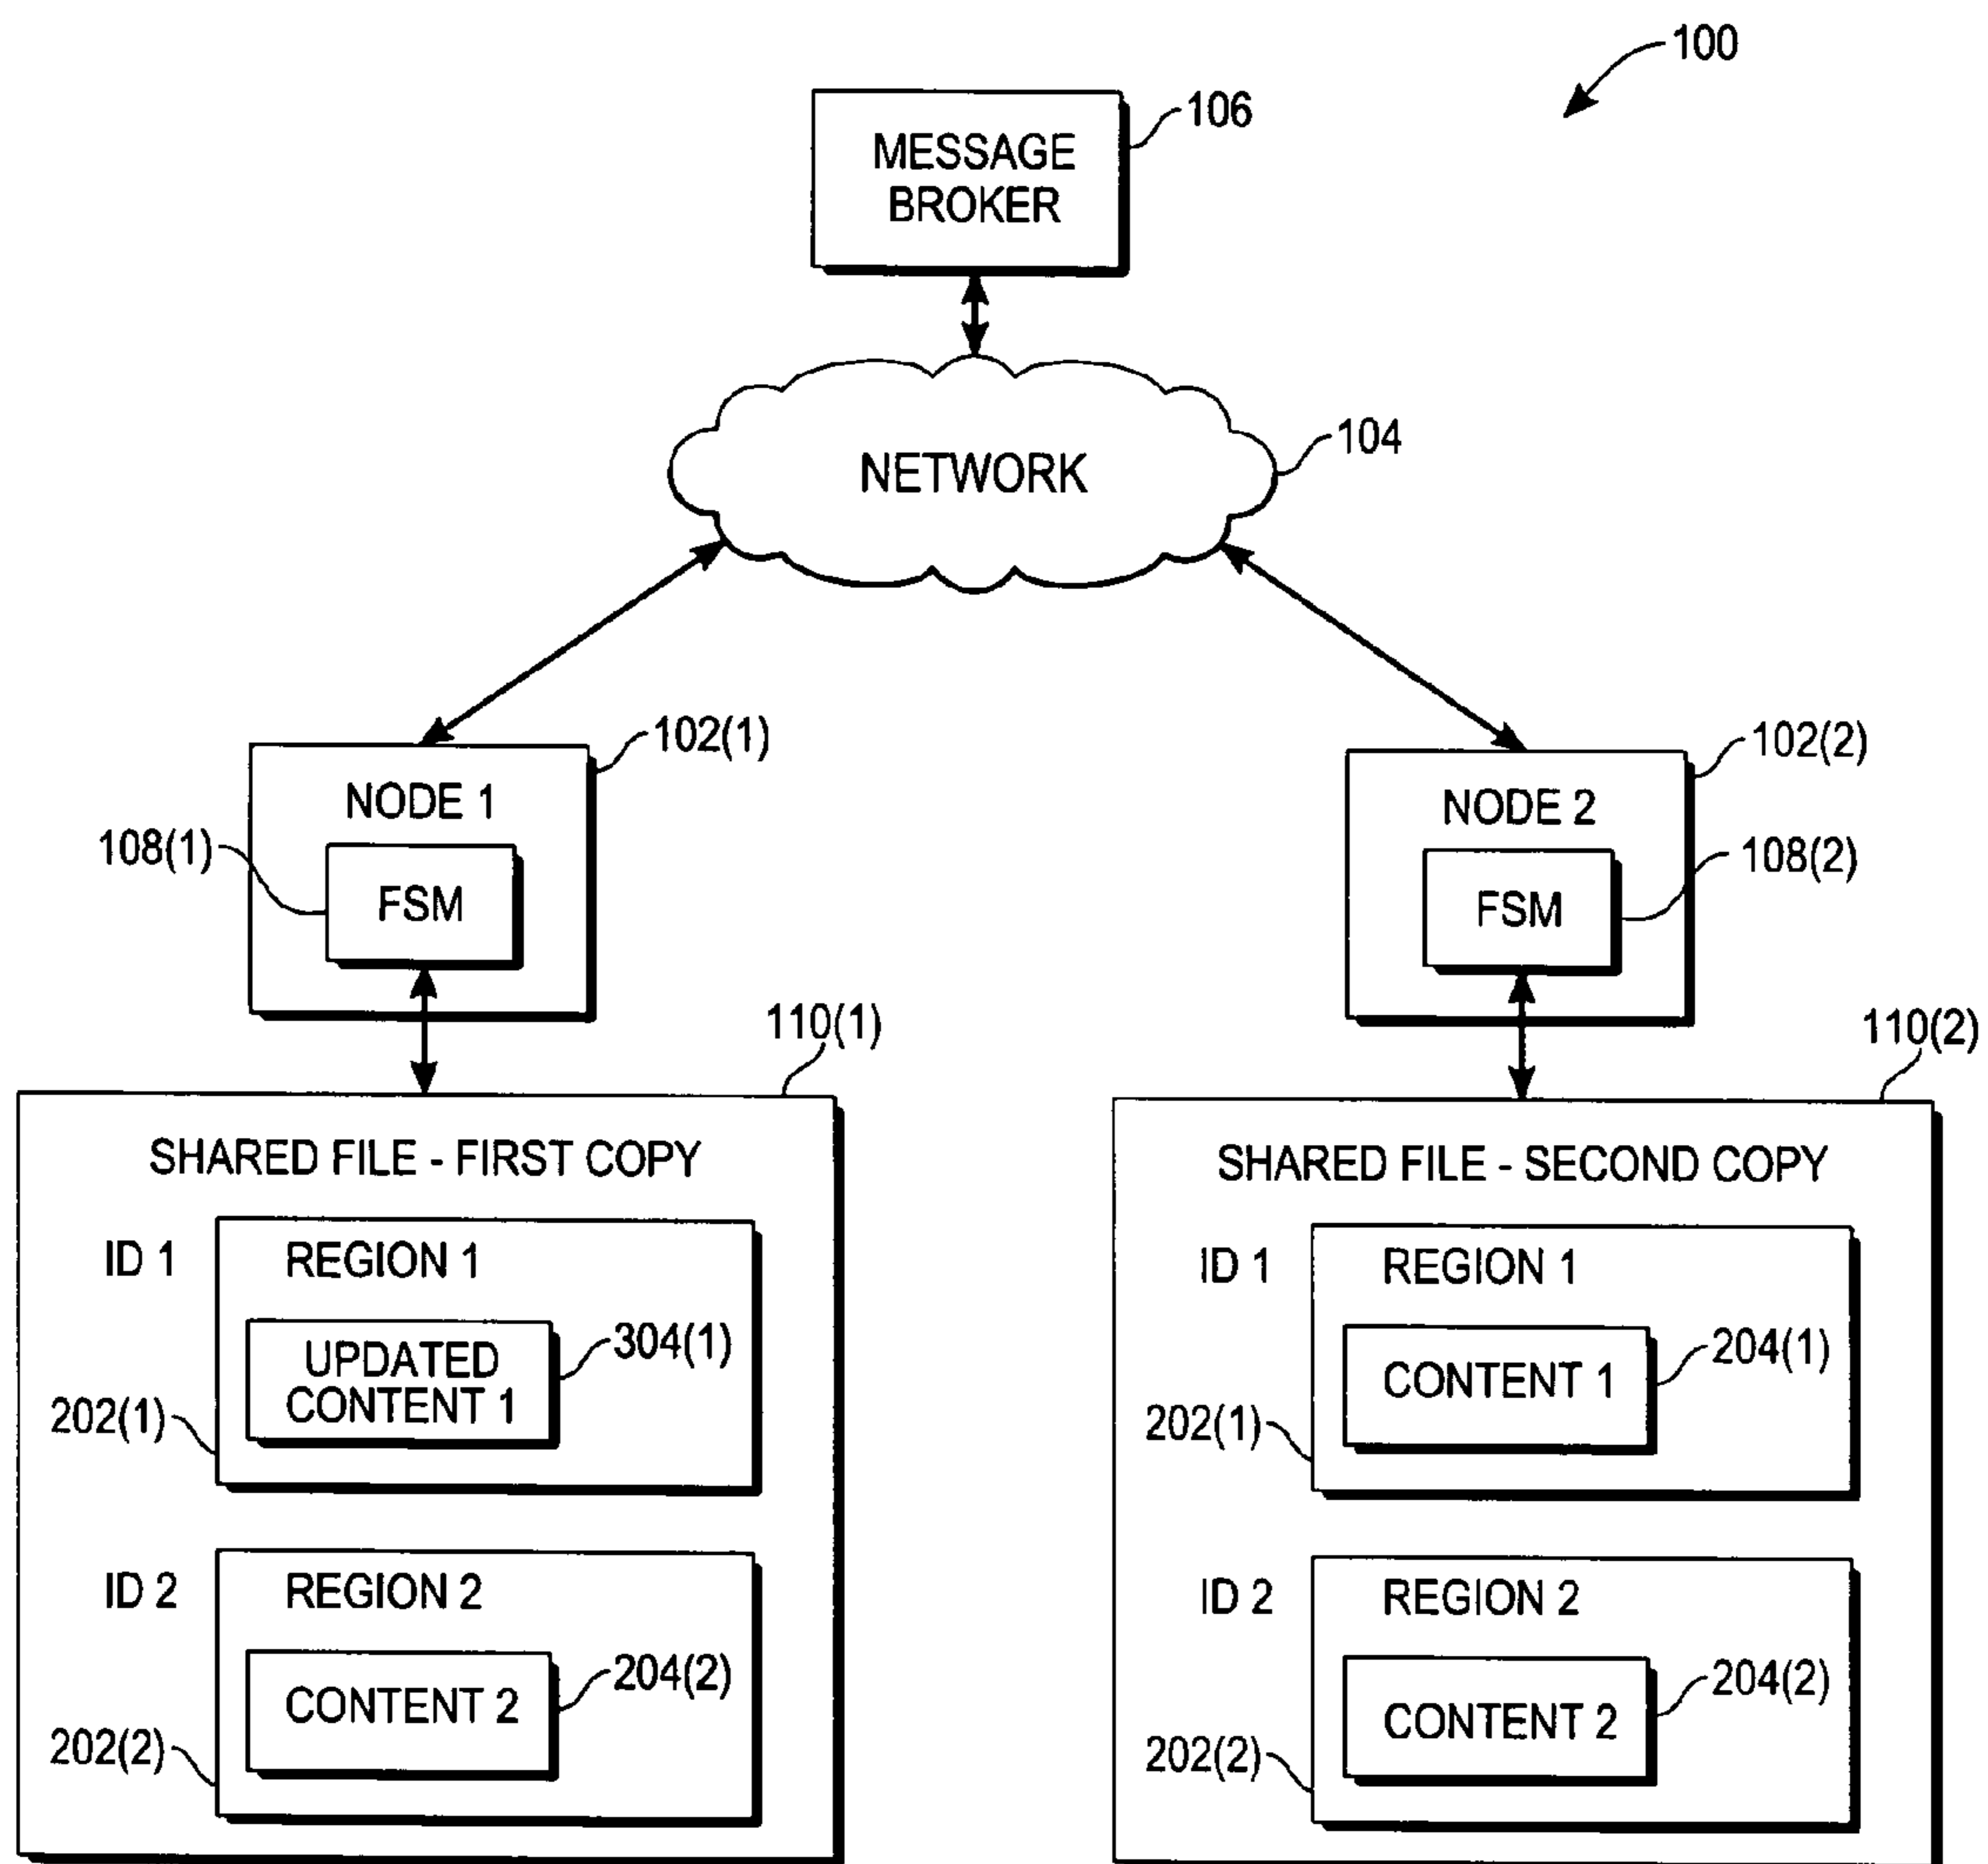 100
106
MESSAGE
BROKER
104
NETWORK
102(1)
NODE 1
108(1)
FSM
102(2)
NODE 2
108(2)
FSM
110(1)
SHARED FILE - FIRST COPY
ID 1
REGION 1
UPDATED
CONTENT 1
304(1)
202(1)
ID 2
REGION 2
CONTENT 2
204(2)
202(2)
110(2)
SHARED FILE - SECOND COPY
ID 1
REGION 1
CONTENT 1
204(1)
202(1)
ID 2
REGION 2
CONTENT 2
204(2)
202(2)